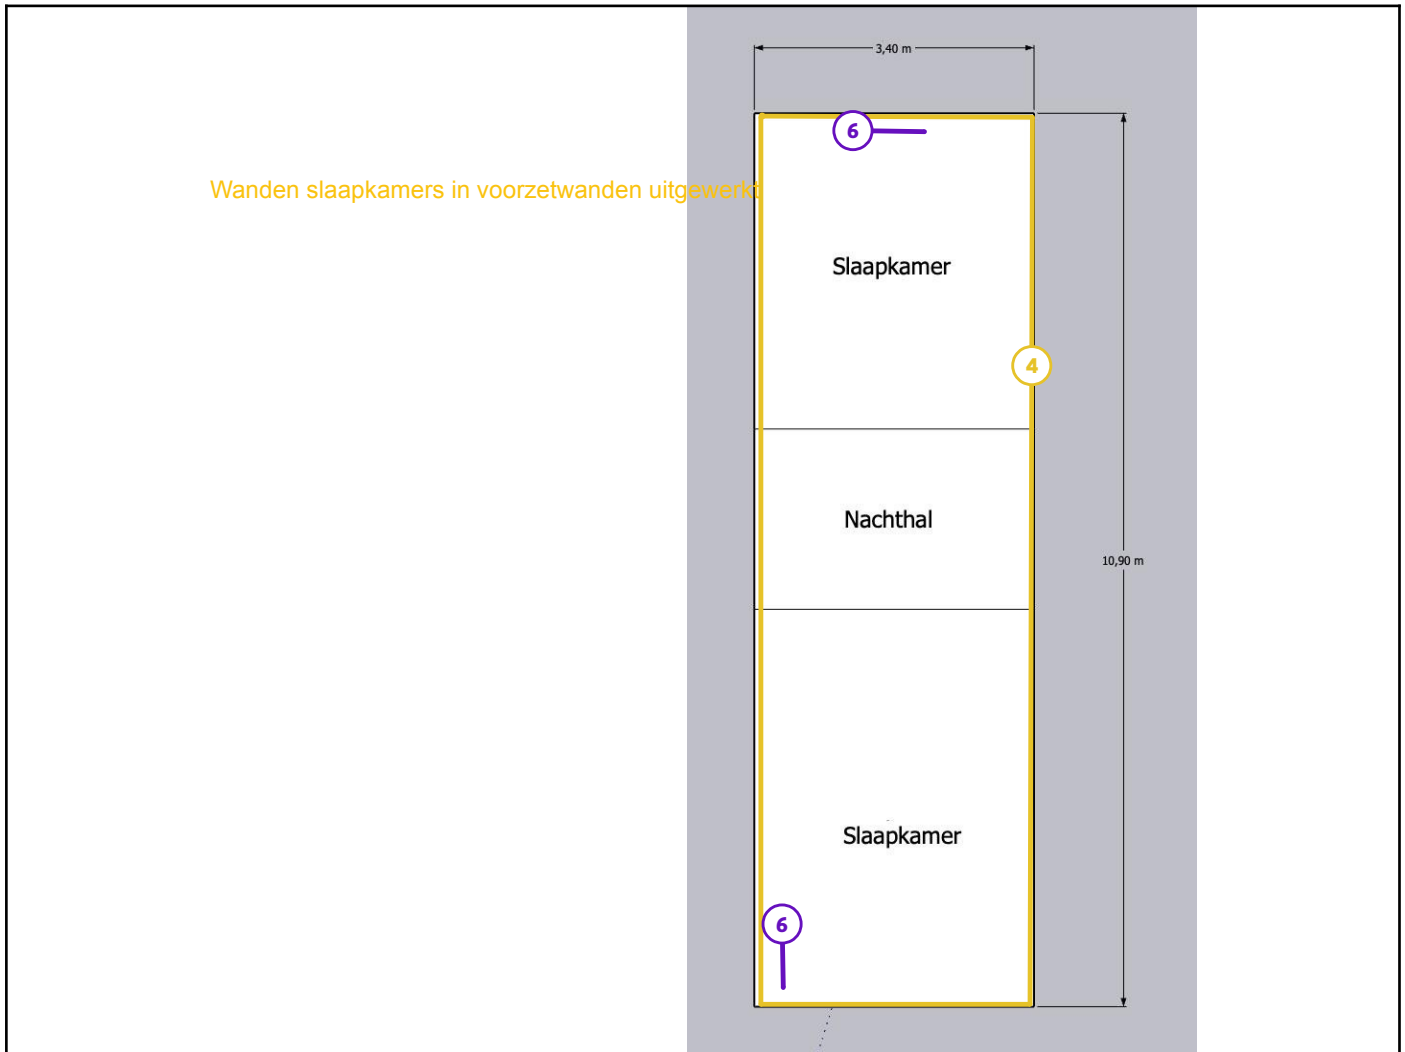 3,40 m
6
Wanden slaapkamers in voorzetwanden uitgewerkt
Slaapkamer
4
Nachthal
10,90 m
Slaapkamer
6